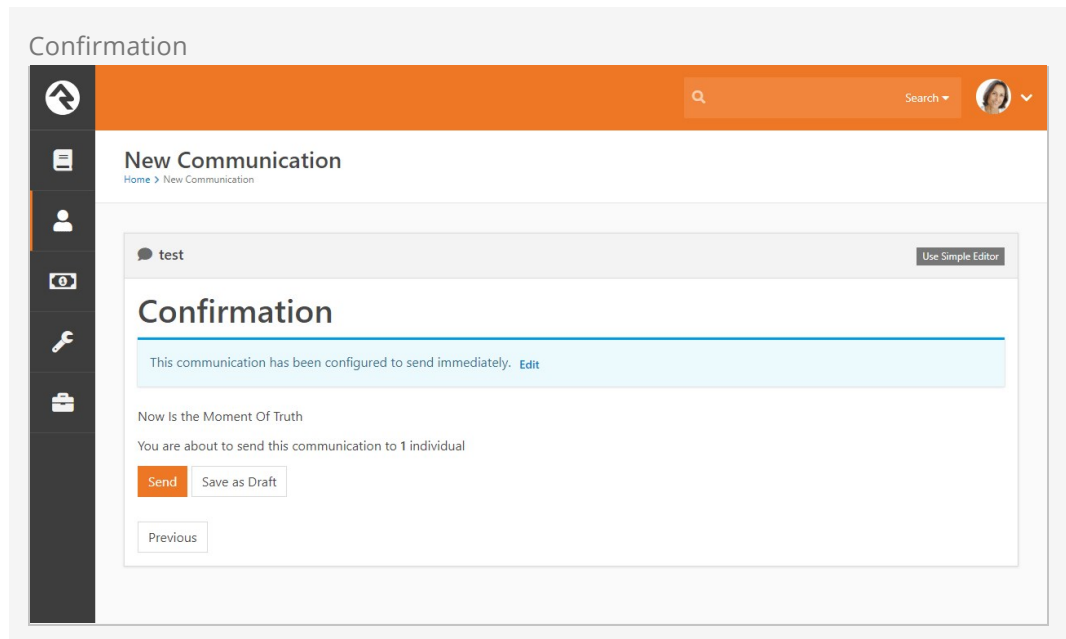 Confirmation
Search
New Communication
Home > New Communication
test
Use Simple Editor
Confirmation
This communication has been configured to send immediately. Edit
Now Is the Moment Of Truth
You are about to send this communication to 1 individual
Send Save as Draft
Previous